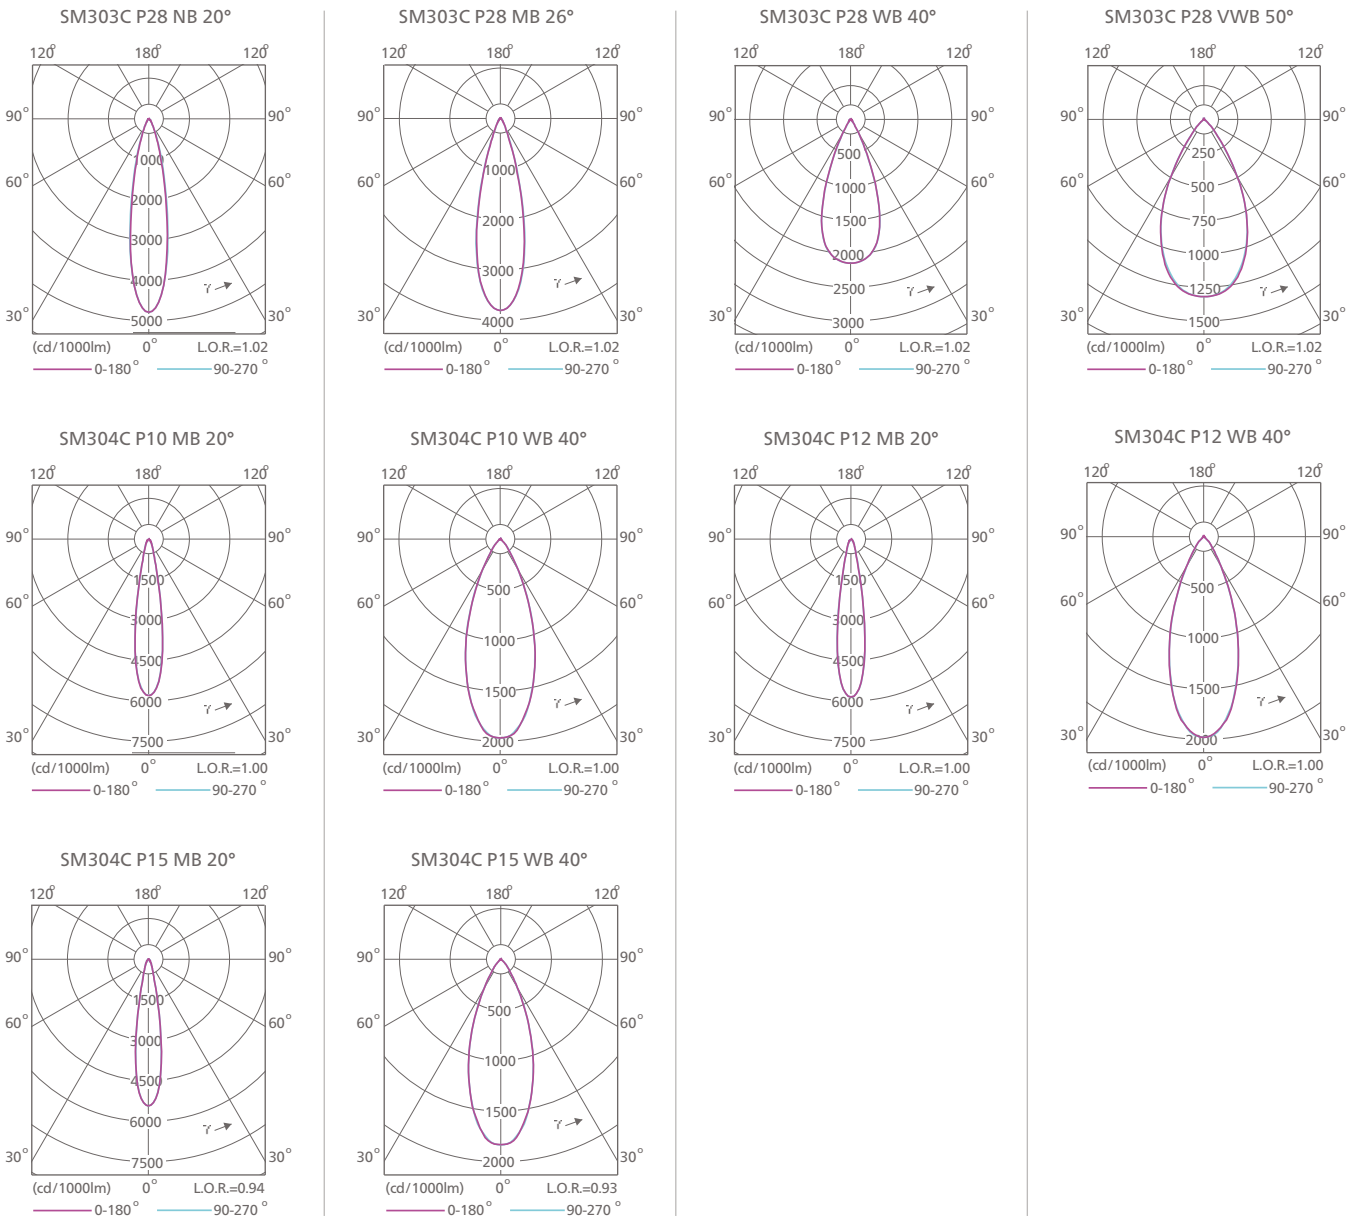 SM303C P28 NB 20°
120° 180° 120°
90° 90°
1000
60° 60°
2000
3000
4000
γ
30° 5000 30°
(cd/1000lm) 0° L.O.R.=1.02
0-180° 90-270°
SM303C P28 MB 26°
120° 180° 120°
90° 90°
1000
60° 60°
2000
3000
γ
30° 4000 30°
(cd/1000lm) 0° L.O.R.=1.02
0-180° 90-270°
SM303C P28 WB 40°
120° 180° 120°
90° 90°
500
60° 1000 60°
1500
2000
2500 γ
30° 3000 30°
(cd/1000lm) 0° L.O.R.=1.02
0-180° 90-270°
SM303C P28 VWB 50°
120° 180° 120°
90° 90°
250
60° 500 60°
750
1000
1250 γ
30° 1500 30°
(cd/1000lm) 0° L.O.R.=1.02
0-180° 90-270°
SM304C P10 MB 20°
120° 180° 120°
90° 90°
1500
60° 60°
3000
4500
6000 γ
30° 7500 30°
(cd/1000lm) 0° L.O.R.=1.00
0-180° 90-270°
SM304C P10 WB 40°
120° 180° 120°
90° 90°
500
60° 60°
1000
1500
γ
30° 2000 30°
(cd/1000lm) 0° L.O.R.=1.00
0-180° 90-270°
SM304C P12 MB 20°
120° 180° 120°
90° 90°
1500
60° 60°
3000
4500
6000 γ
30° 7500 30°
(cd/1000lm) 0° L.O.R.=1.00
0-180° 90-270°
SM304C P12 WB 40°
120° 180° 120°
90° 90°
500
60° 60°
1000
1500
γ
30° 2000 30°
(cd/1000lm) 0° L.O.R.=1.00
0-180° 90-270°
SM304C P15 MB 20°
120° 180° 120°
90° 90°
1500
60° 60°
3000
4500
6000 γ
30° 7500 30°
(cd/1000lm) 0° L.O.R.=0.94
0-180° 90-270°
SM304C P15 WB 40°
120° 180° 120°
90° 90°
500
60° 60°
1000
1500
γ
30° 2000 30°
(cd/1000lm) 0° L.O.R.=0.93
0-180° 90-270°